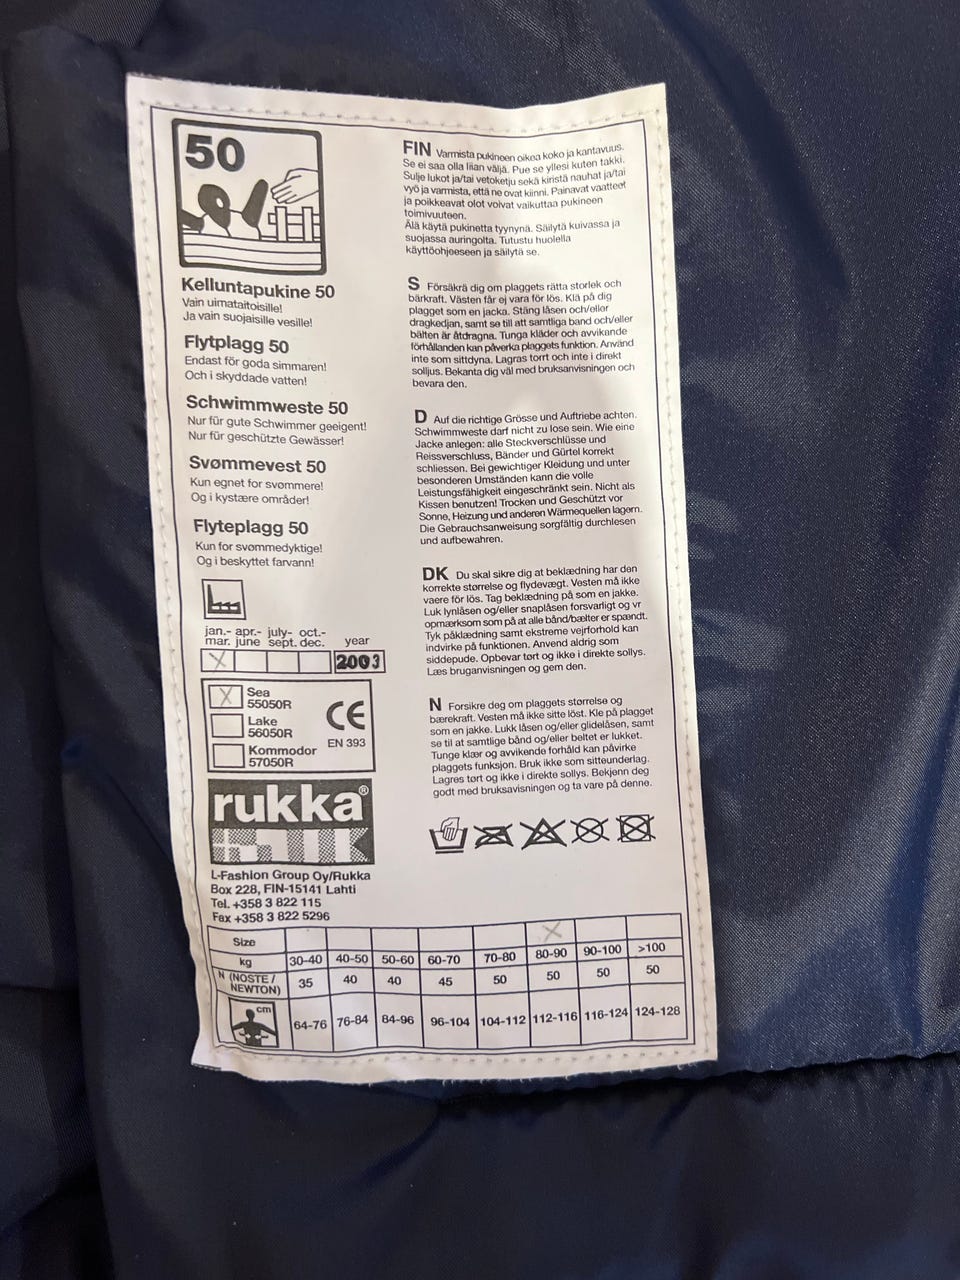 50
Kelluntapukine 50
Vain uimataitoisille!
Ja vain suojaisille vesille!
Flytplagg 50
Endast för goda simmaren!
Och i skyddade vatten!
Schwimmweste 50
Nur für gute Schwimmer geeigent!
Nur für geschützte Gewässer!
Svømmevest 50
Kun egnet for svømmere!
Og i kystære områder!
Flyteplagg 50
Kun for svømmedyktige!
Og i beskyttet farvann!
jan.- apr.- july- oct.-
mar. june sept. dec. year
X 2003
X Sea
55050R
Lake
56050R
Kommodor
57050R
CE
EN 393
rukka®
L-Fashion Group Oy/Rukka
Box 228, FIN-15141 Lahti
Tel. +358 3 822 115
Fax +358 3 822 5296
FIN Varmista pukineen oikea koko ja kantavuus.
Se ei saa olla liian väljä. Pue se yllesi kuten takki.
Sulje lukot ja/tai vetoketju sekä kiristä nauhat ja/tai
vyö ja varmista, että ne ovat kiinni. Painavat vaatteet
ja poikkeavat olot voivat vaikuttaa pukineen
toimivuuteen.
Älä käytä pukinetta tyynynä. Säilytä kuivassa ja
suojassa auringolta. Tutustu huolella
käyttöohjeeseen ja säilytä se.
S Försäkra dig om plaggets rätta storlek och
bärkraft. Västen får ej vara för lös. Klä på dig
plagget som en jacka. Stäng låsen och/eller
dragkedjan, samt se till att samtliga band och/eller
bälten är åtdragna. Tunga kläder och avvikande
förhållanden kan påverka plaggets funktion. Använd
inte som sittdyna. Lagras torrt och inte i direkt
solljus. Bekanta dig väl med bruksanvisningen och
bevara den.
D Auf die richtige Grösse und Auftriebe achten.
Schwimmweste darf nicht zu lose sein. Wie eine
Jacke anlegen: alle Steckverschlüsse und
Reissverschluss, Bänder und Gürtel korrekt
schliessen. Bei gewichtiger Kleidung und unter
besonderen Umständen kann die volle
Leistungsfähigkeit eingeschränkt sein. Nicht als
Kissen benutzen! Trocken und Geschützt vor
Sonne, Heizung und anderen Wärmequellen lagern.
Die Gebrauchsanweisung sorgfältig durchlesen
und aufbewahren.
DK Du skal sikre dig at beklædning har den
korrekte størrelse og flydevægt. Vesten må ikke
vaere för lös. Tag beklædning på som en jakke.
Luk lynlåsen og/eller snaplåsen forsvarligt og vr
opmærksom som på at alle bånd/bælter er spændt.
Tyk påklædning samt ekstreme vejrforhold kan
indvirke på funktionen. Anvend aldrig som
siddepude. Opbevar tørt og ikke i direkte sollys.
Læs bruganvisningen og gem den.
N Forsikre deg om plaggets størrelse og
bærekraft. Vesten må ikke sitte löst. Kle på plagget
som en jakke. Lukk låsen og/eller glidelåsen, samt
se til at samtlige bånd og/eller beltet er lukket.
Tunge klær og avvikende forhåld kan påvirke
plaggets funksjon. Bruk ikke som sitteunderlag.
Lagres tørt og ikke i direkte sollys. Bekjenn deg
godt med bruksavisningen og ta vare på denne.
Size X
kg 30-40 40-50 50-60 60-70 70-80 80-90 90-100 >100
N (NOSTE / NEWTON) 35 40 40 45 50 50 50 50
cm 64-76 76-84 84-96 96-104 104-112 112-116 116-124 124-128